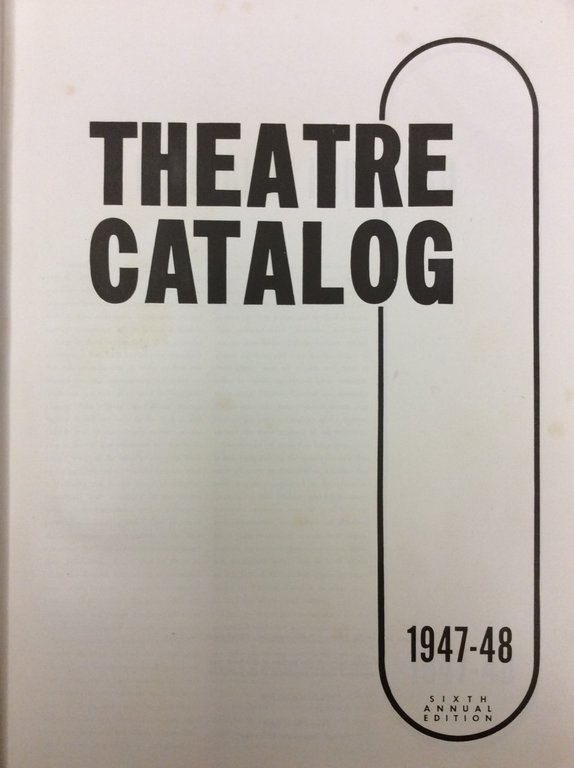 THEATRE
CATALOG
1947-48
SIXTH
ANNUAL
EDITION